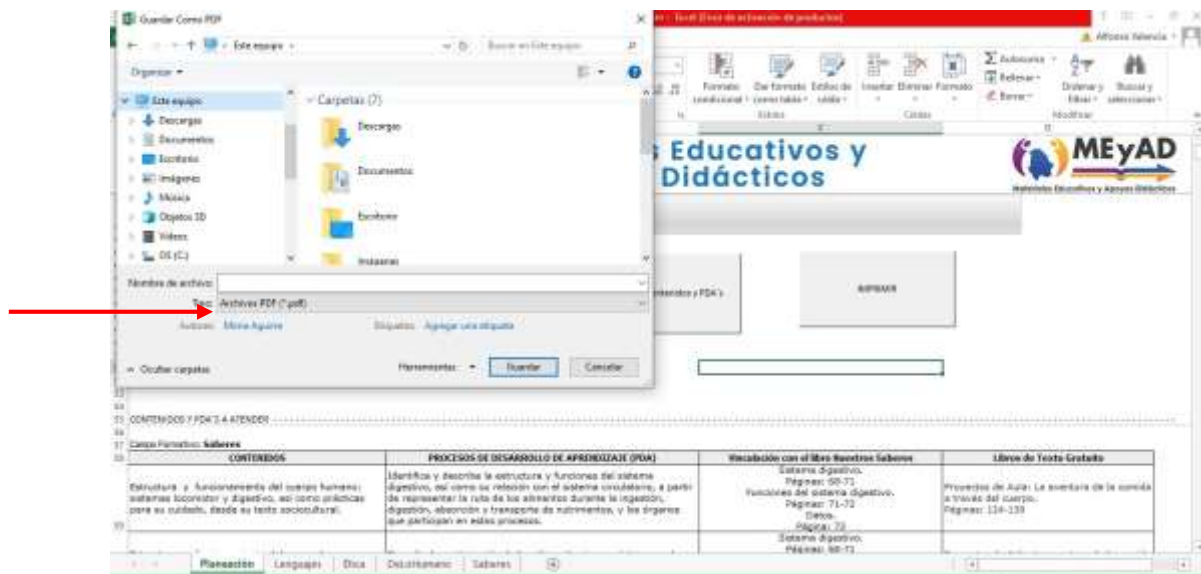 Guardar Como PDF
Excel (Error de activación de productos)
Alfonso Valencia
Este equipo
Buscar en Este equipo
Organizar
Este equipo
Descargas
Documentos
Escritorio
Imágenes
Música
Objetos 3D
Vídeos
OS (C:)
Carpetas (7)
Descargas
Documentos
Escritorio
Imágenes
Nombre de archivo:
Tipo: Archivos PDF (*.pdf)
Autores: Mirna Aguirre
Etiquetas: Agregar una etiqueta
Ocultar carpetas
Herramientas
Guardar
Cancelar
Formato condicional
Dar formato como tabla
Estilos de celda
Insertar
Eliminar
Formato
Autosuma
Rellenar
Borrar
Ordenar y filtrar
Buscar y seleccionar
Estilos
Celdas
Modificar
s Educativos y
Didácticos
MEyAD
Materiales Educativos y Apoyos Didácticos
y PDA's
IMPRIMIR
CONTENIDOS Y PDA'S A ATENDER
Campo Formativo: Saberes
CONTENIDOS
PROCESOS DE DESARROLLO DE APRENDIZAJE (PDA)
Vinculación con el libro Nuestros Saberes
Libros de Texto Gratuito
Estructura y funcionamiento del cuerpo humano:
sistemas locomotor y digestivo, así como prácticas
para su cuidado, desde su texto sociocultural.
Identifica y describe la estructura y funciones del sistema
digestivo, así como su relación con el sistema circulatorio, a partir
de representar la ruta de los alimentos durante la ingestión,
digestión, absorción y transporte de nutrimentos, y los órganos
que participan en estos procesos.
Sistema digestivo.
Páginas: 68-71
Funciones del sistema digestivo.
Páginas: 71-72
Datos.
Página: 72
Proyectos de Aula: La aventura de la comida
a través del cuerpo.
Páginas: 124-139
Sistema digestivo.
Páginas: 68-71
Planeación
Lenguajes
Ética
DeLoHumano
Saberes